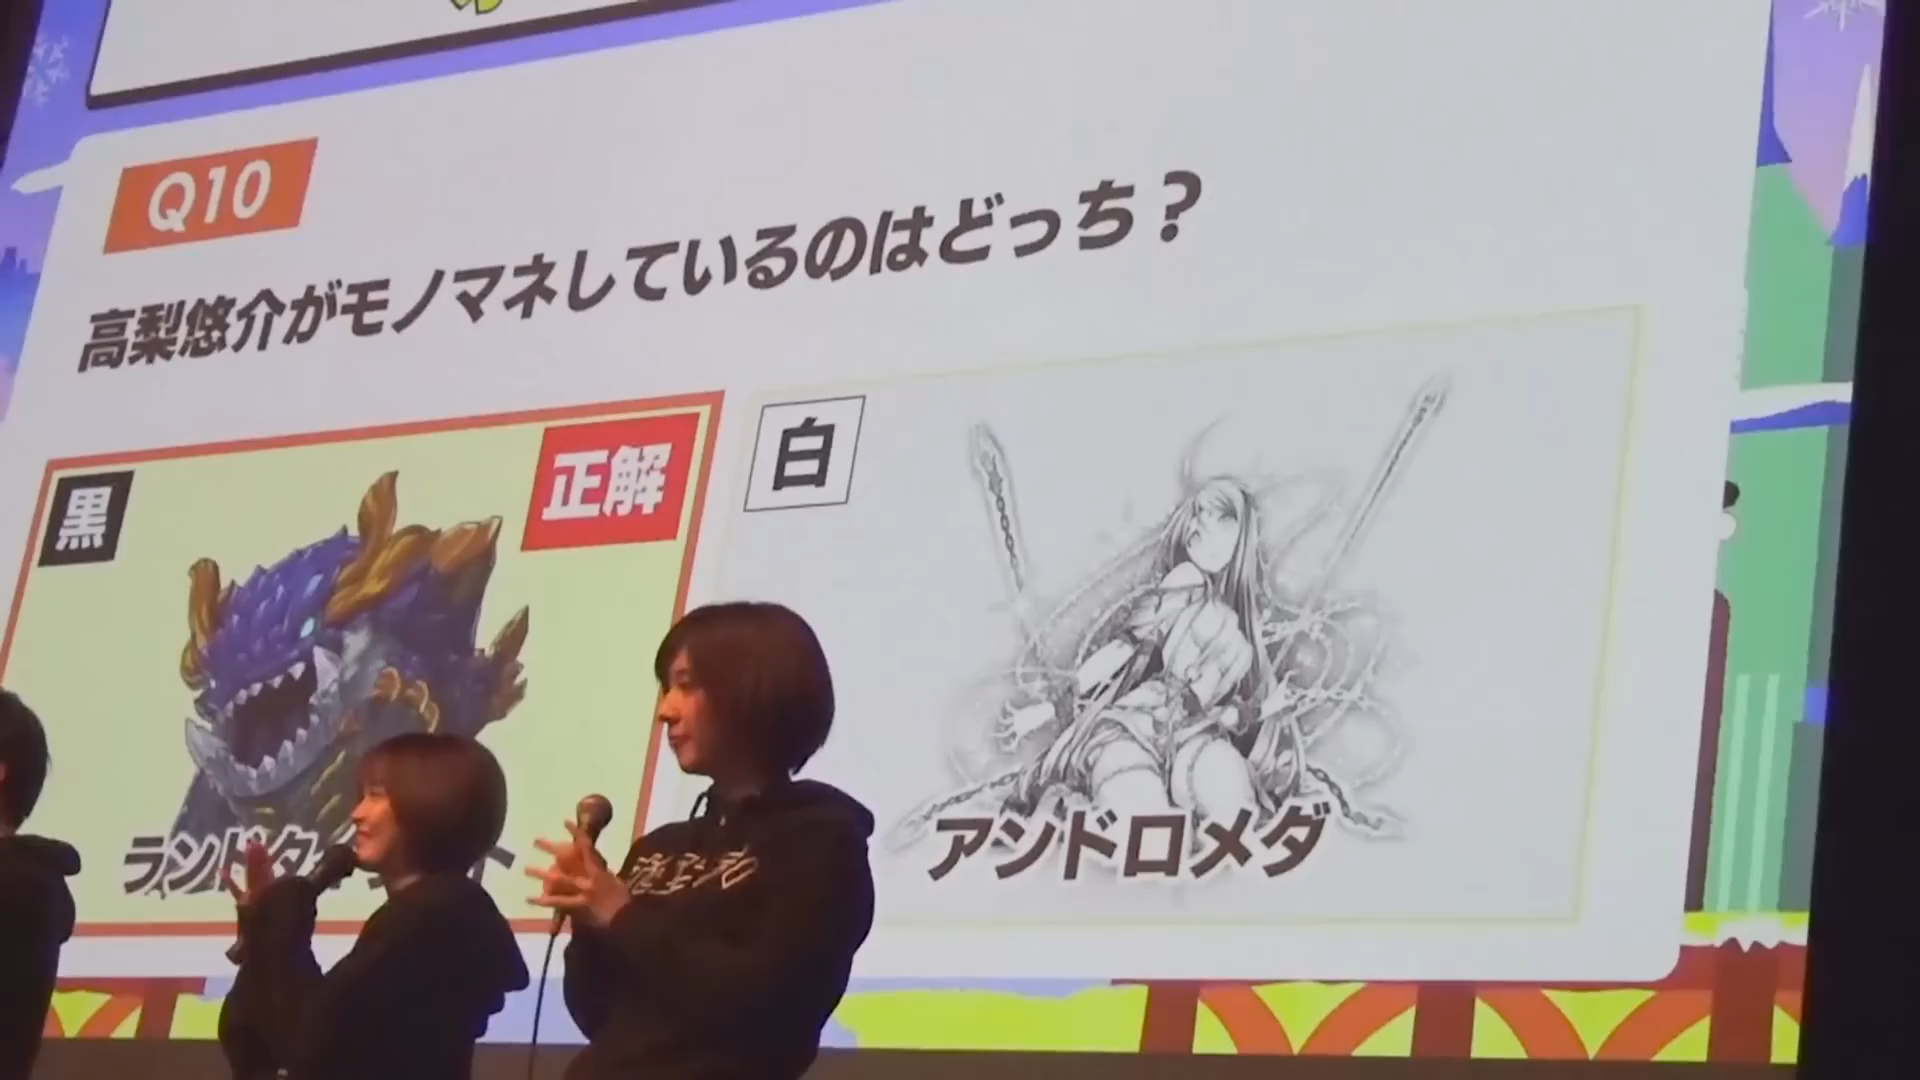 Q10
高梨悠介がモノマネしているのはどっち？
黒
正解
白
アンドロメダ